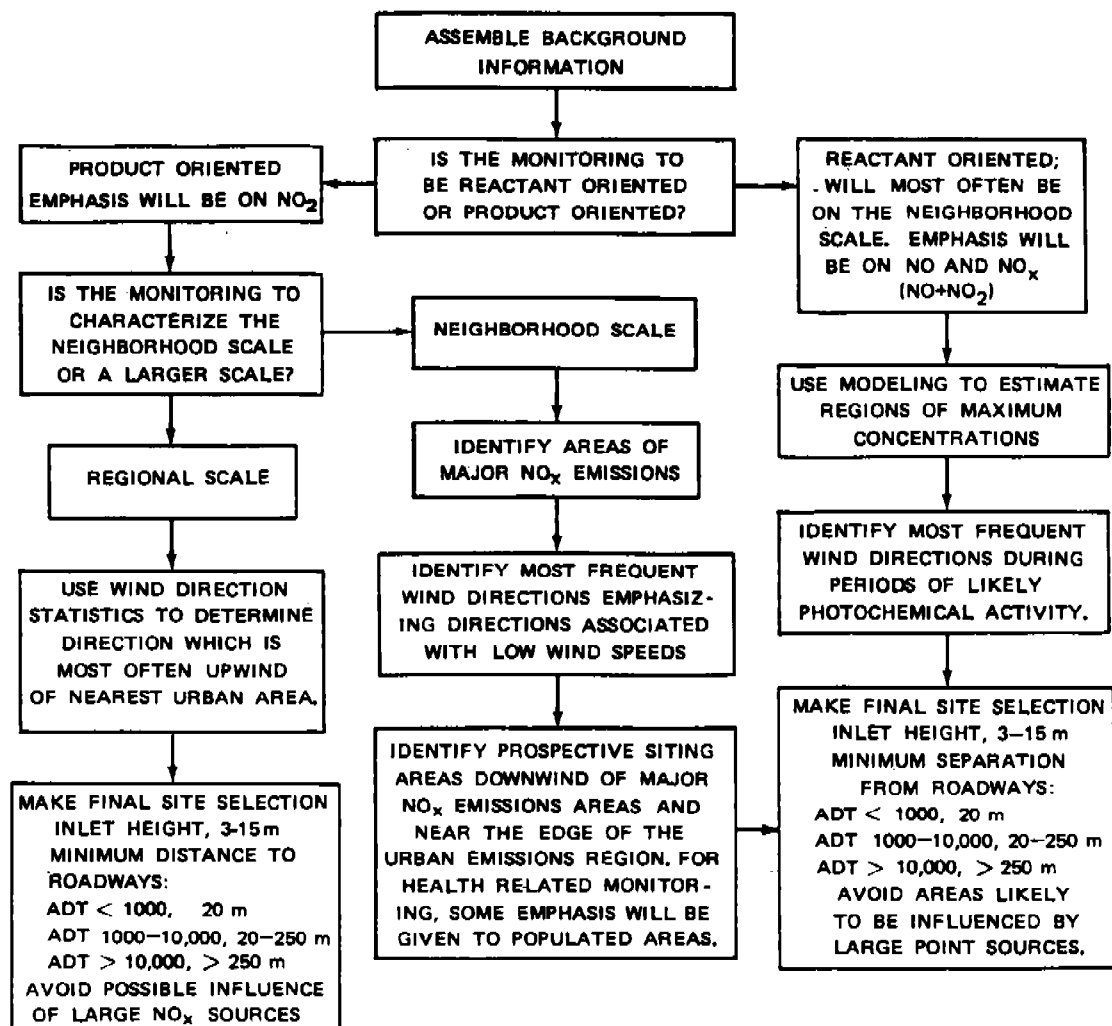 ASSEMBLE BACKGROUND
INFORMATION
IS THE MONITORING TO
BE REACTANT ORIENTED
OR PRODUCT ORIENTED?
PRODUCT ORIENTED
EMPHASIS WILL BE ON NO₂
IS THE MONITORING TO
CHARACTERIZE THE
NEIGHBORHOOD SCALE
OR A LARGER SCALE?
REGIONAL SCALE
USE WIND DIRECTION
STATISTICS TO DETERMINE
DIRECTION WHICH IS
MOST OFTEN UPWIND
OF NEAREST URBAN AREA.
MAKE FINAL SITE SELECTION
INLET HEIGHT, 3-15 m
MINIMUM DISTANCE TO
ROADWAYS:
ADT < 1000, 20 m
ADT 1000–10,000, 20–250 m
ADT > 10,000, > 250 m
AVOID POSSIBLE INFLUENCE
OF LARGE NOₓ SOURCES
NEIGHBORHOOD SCALE
IDENTIFY AREAS OF
MAJOR NOₓ EMISSIONS
IDENTIFY MOST FREQUENT
WIND DIRECTIONS EMPHASIZ-
ING DIRECTIONS ASSOCIATED
WITH LOW WIND SPEEDS
IDENTIFY PROSPECTIVE SITING
AREAS DOWNWIND OF MAJOR
NOₓ EMISSIONS AREAS AND
NEAR THE EDGE OF THE
URBAN EMISSIONS REGION. FOR
HEALTH RELATED MONITOR-
ING, SOME EMPHASIS WILL BE
GIVEN TO POPULATED AREAS.
REACTANT ORIENTED;
WILL MOST OFTEN BE
ON THE NEIGHBORHOOD
SCALE. EMPHASIS WILL
BE ON NO AND NOₓ
(NO+NO₂)
USE MODELING TO ESTIMATE
REGIONS OF MAXIMUM
CONCENTRATIONS
IDENTIFY MOST FREQUENT
WIND DIRECTIONS DURING
PERIODS OF LIKELY
PHOTOCHEMICAL ACTIVITY.
MAKE FINAL SITE SELECTION
INLET HEIGHT, 3–15 m
MINIMUM SEPARATION
FROM ROADWAYS:
ADT < 1000, 20 m
ADT 1000–10,000, 20–250 m
ADT > 10,000, > 250 m
AVOID AREAS LIKELY
TO BE INFLUENCED BY
LARGE POINT SOURCES.